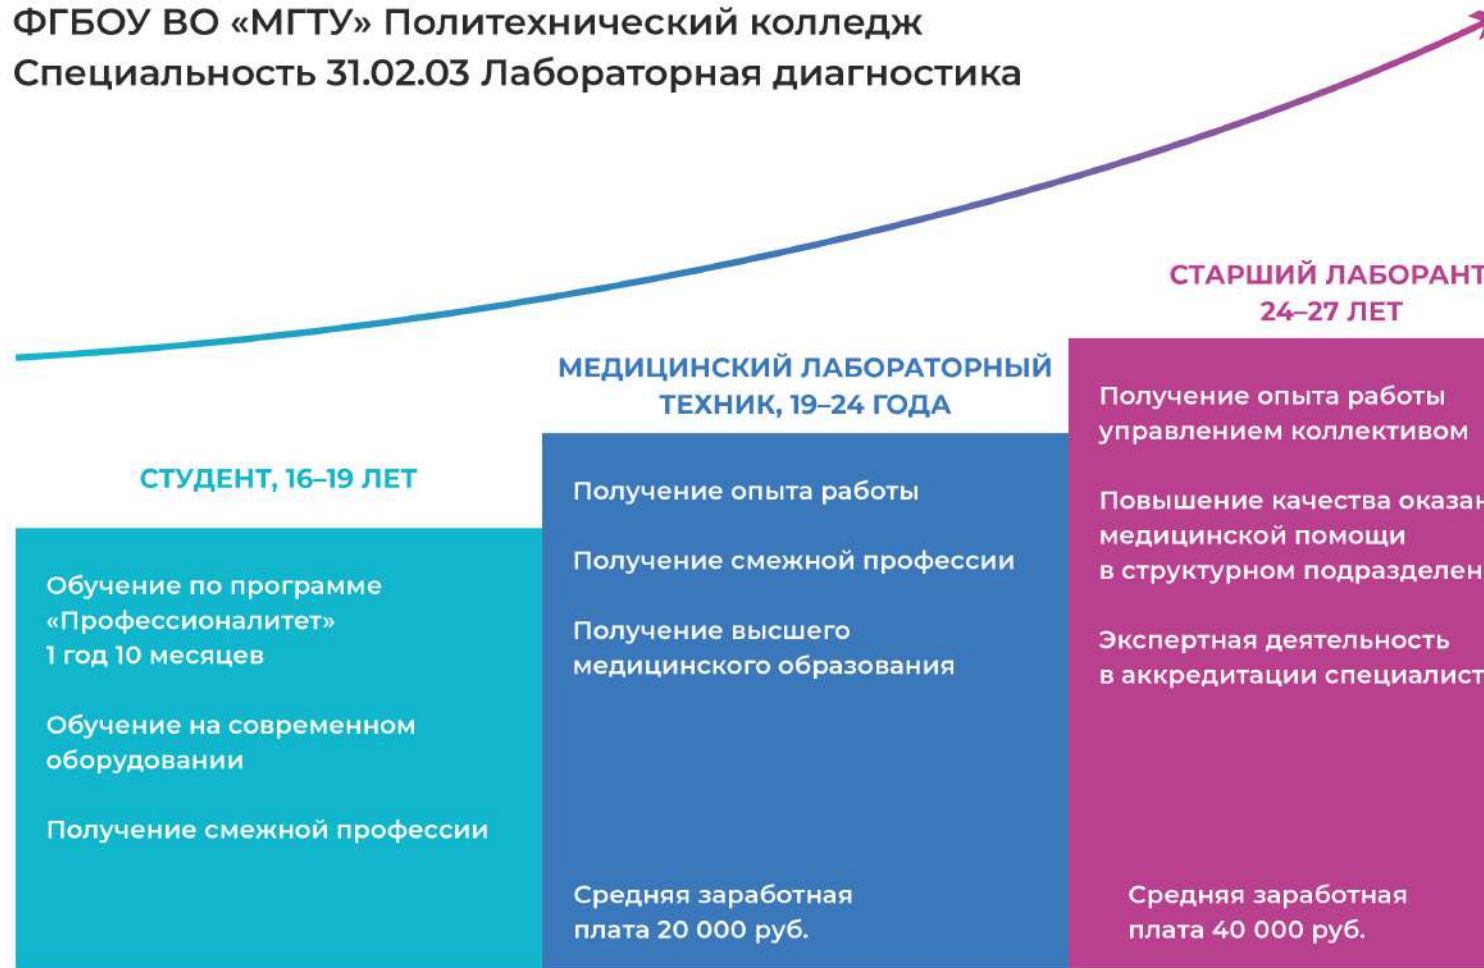 ФГБОУ ВО «МГТУ» Политехнический колледж
Специальность 31.02.03 Лабораторная диагностика
СТУДЕНТ, 16–19 ЛЕТ
Обучение по программе
«Профессионалитет»
1 год 10 месяцев
Обучение на современном
оборудовании
Получение смежной профессии
МЕДИЦИНСКИЙ ЛАБОРАТОРНЫЙ
ТЕХНИК, 19–24 ГОДА
Получение опыта работы
Получение смежной профессии
Получение высшего
медицинского образования
Средняя заработная
плата 20 000 руб.
СТАРШИЙ ЛАБОРАНТ
24–27 ЛЕТ
Получение опыта работы
управлением коллективом
Повышение качества
медицинской помощи
в структурном
Экспертная деятельность
в аккредитации
Средняя заработная
плата 40 000 руб.